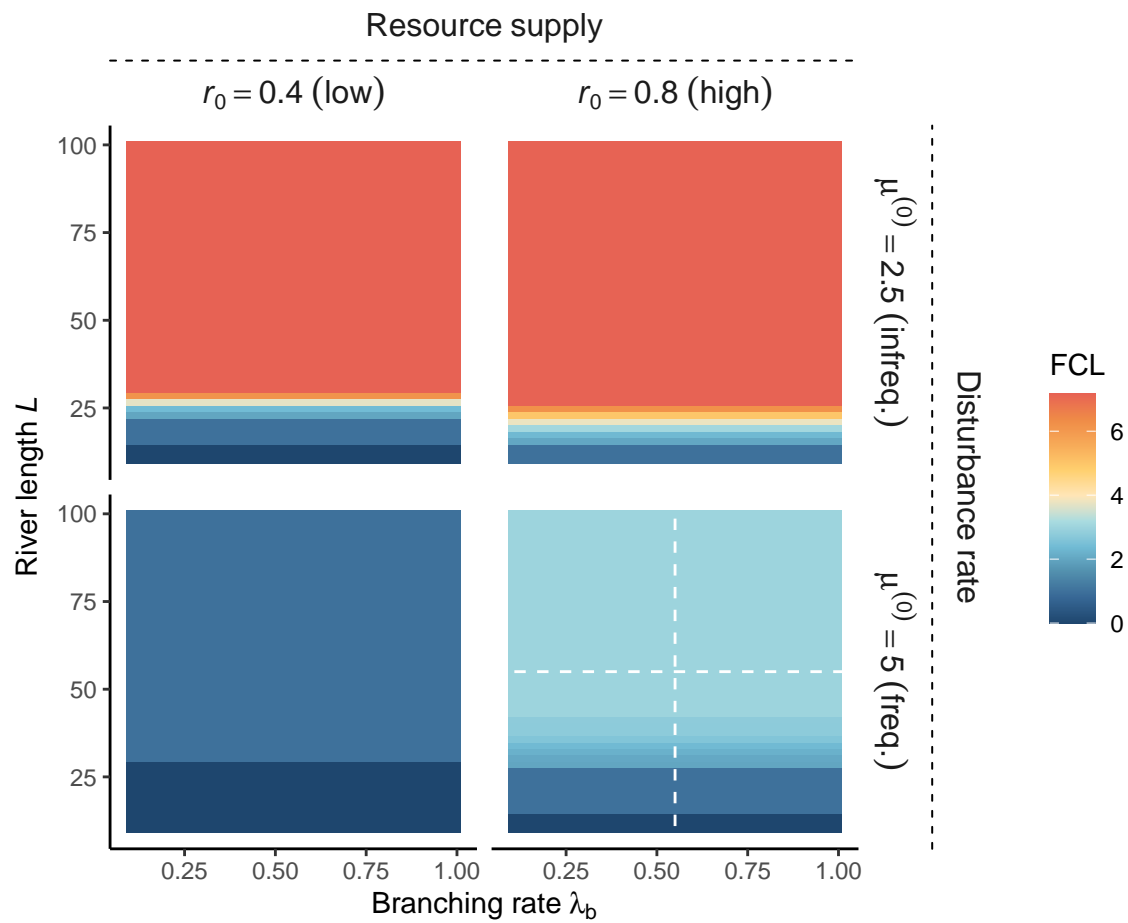 Resource supply
r₀ = 0.4 (low)
r₀ = 0.8 (high)
100
75
50
25
μ⁽⁰⁾ = 2.5 (infreq.)
100
75
50
25
μ⁽⁰⁾ = 5 (freq.)
River length L
Disturbance rate
FCL
6
4
2
0
0.25 0.50 0.75 1.00
0.25 0.50 0.75 1.00
Branching rate λb